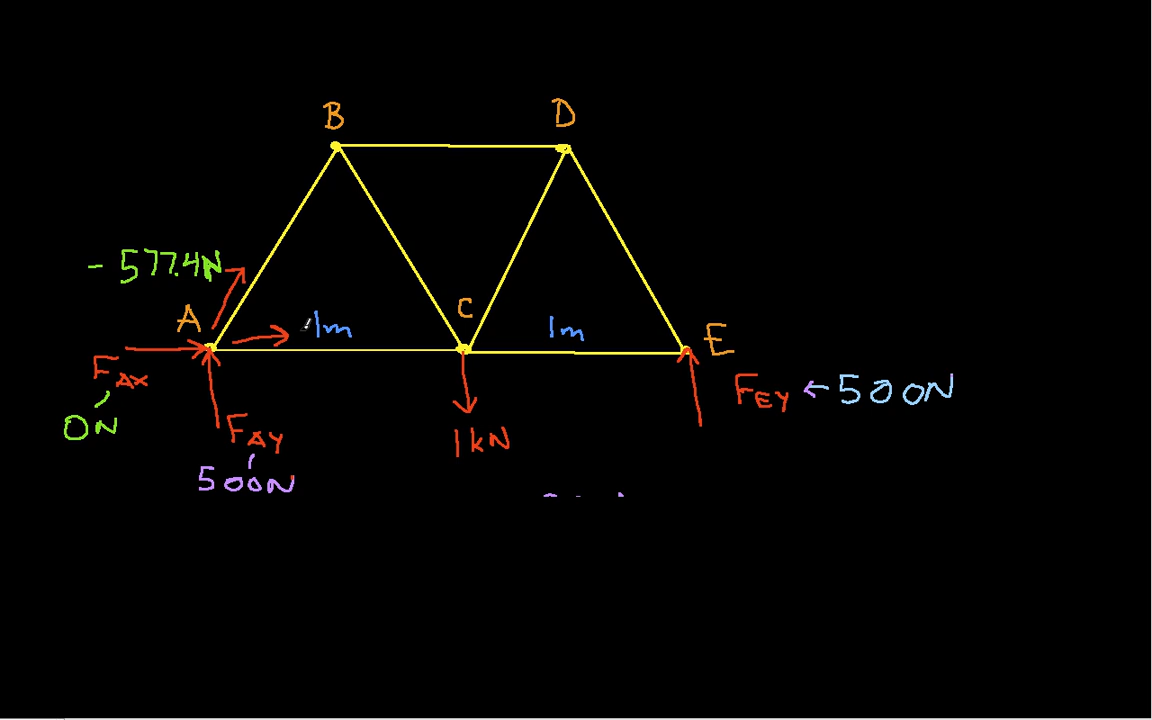 B
D
- 577.4N
A
1m
C
1m
E
FAX
0N
FAY
500N
1kN
FEY ← 500N